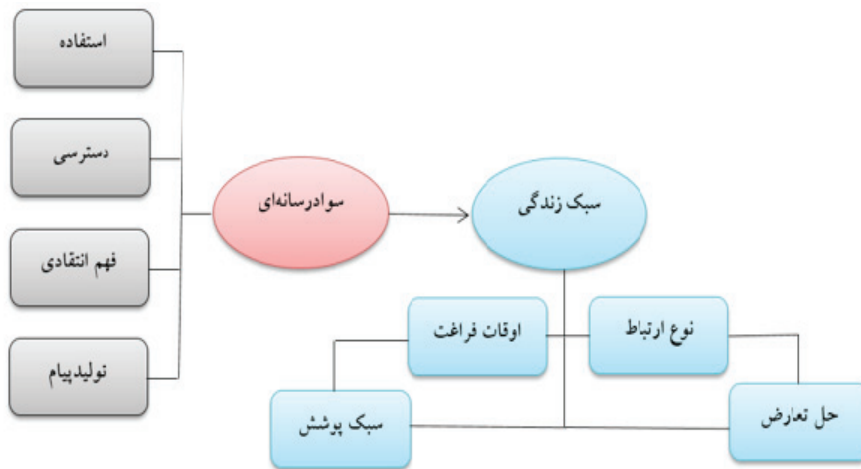 استفاده
دسترسی
فهم انتقادی
تولیدپیام
سوادرسانه‌ای
سبک زندگی
نوع ارتباط
اوقات فراغت
حل تعارض
سبک پوشش